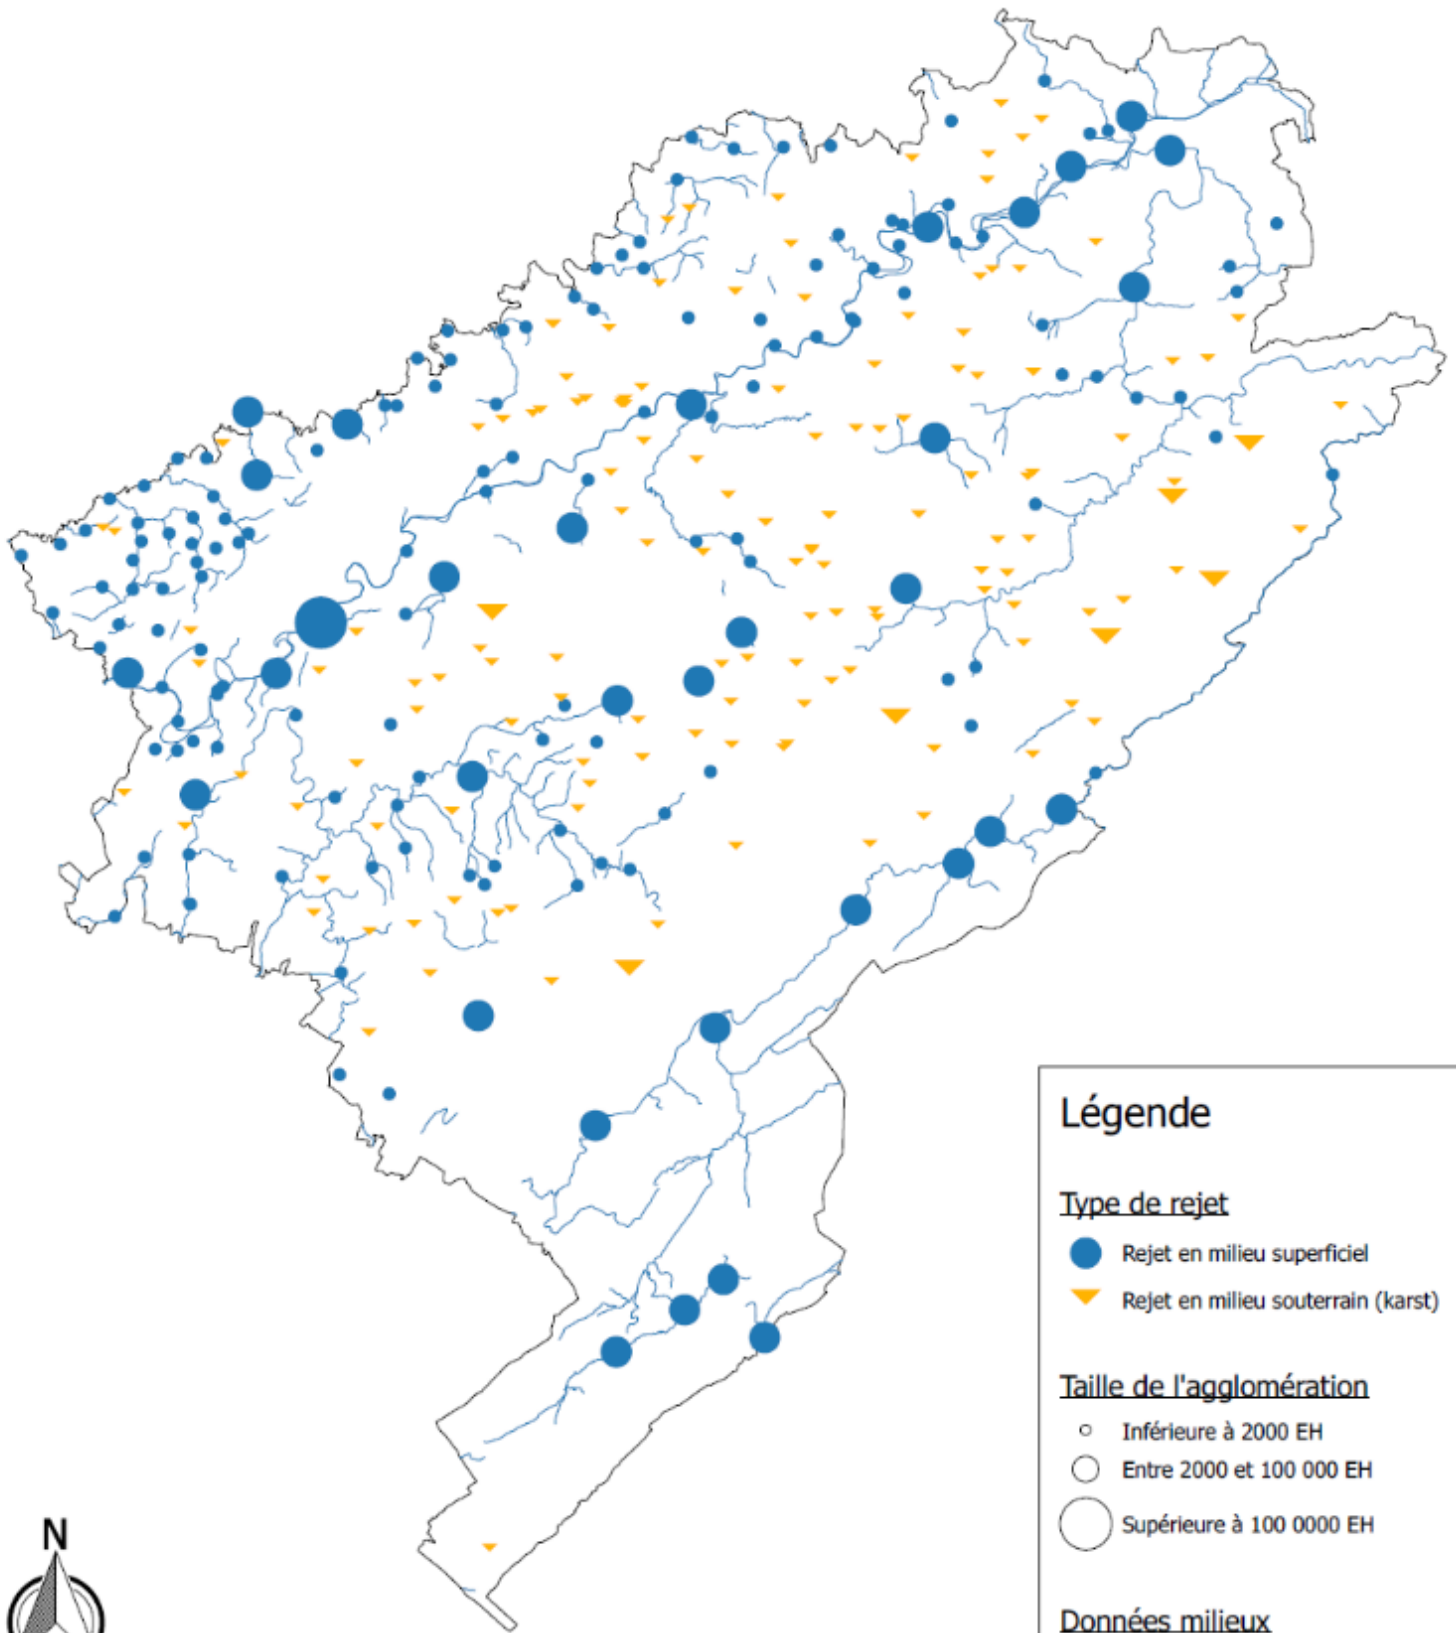 Légende
Type de rejet
Rejet en milieu superficiel
Rejet en milieu souterrain (karst)
Taille de l'agglomération
Inférieure à 2000 EH
Entre 2000 et 100 000 EH
Supérieure à 100 0000 EH
N
Données milieux